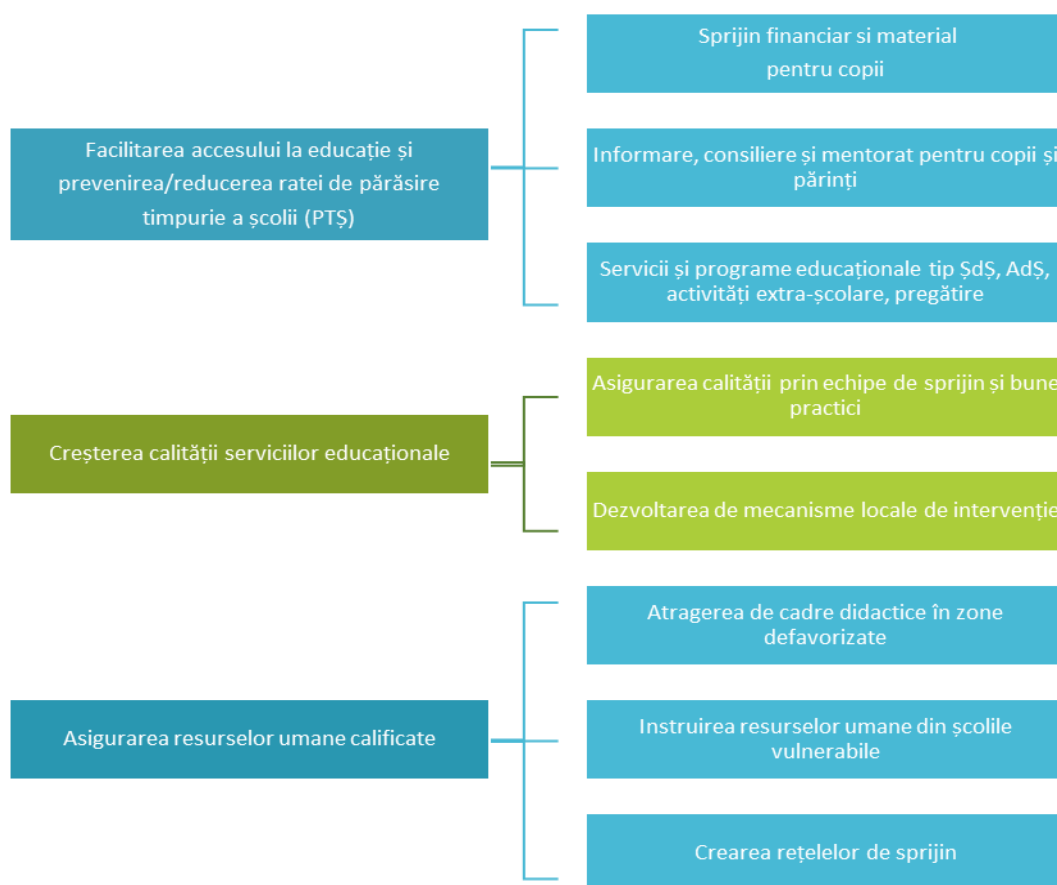 Facilitarea accesului la educație și
prevenirea/reducerea ratei de părăsire
timpurie a școlii (PTȘ)
Sprijin financiar si material
pentru copii
Informare, consiliere și mentorat pentru copii și
părinți
Servicii și programe educaționale tip ȘdȘ, AdȘ,
activități extra-școlare, pregătire
Creșterea calității serviciilor educaționale
Asigurarea calității prin echipe de sprijin și bune
practici
Dezvoltarea de mecanisme locale de intervenție
Asigurarea resurselor umane calificate
Atragerea de cadre didactice în zone
defavorizate
Instruirea resurselor umane din școlile
vulnerabile
Crearea rețelelor de sprijin